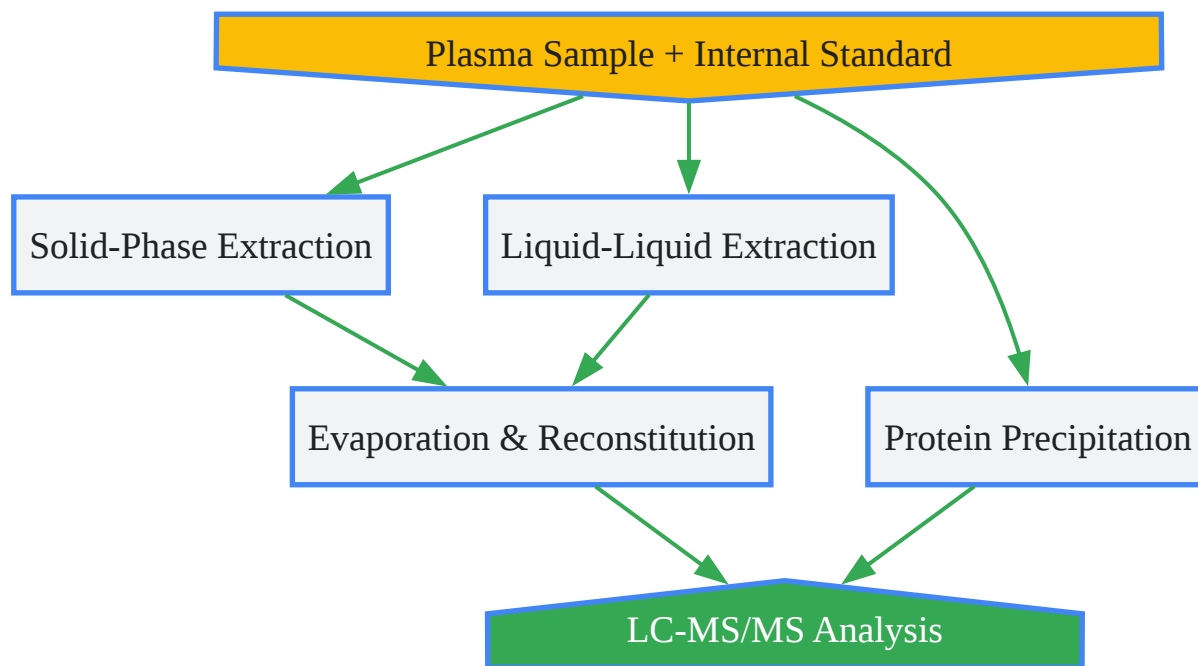 Plasma Sample + Internal Standard
Solid-Phase Extraction
Liquid-Liquid Extraction
Evaporation & Reconstitution
Protein Precipitation
LC-MS/MS Analysis